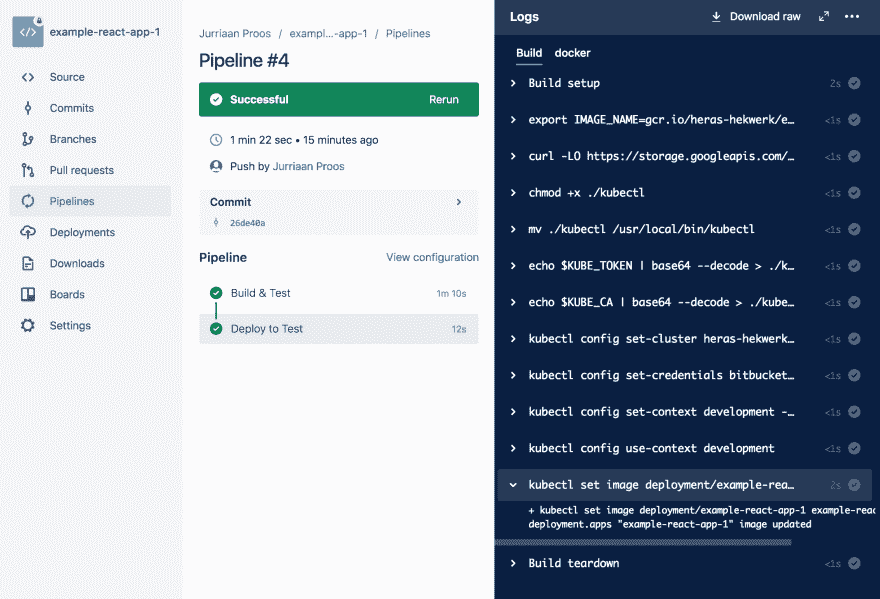 example-react-app-1
Source
Commits
Branches
Pull requests
Pipelines
Deployments
Downloads
Boards
Settings
Jurriaan Proos / exampl...-app-1 / Pipelines
Pipeline #4
Successful Rerun
1 min 22 sec • 15 minutes ago
Push by Jurriaan Proos
Commit
26de40a
Pipeline View configuration
Build & Test 1m 10s
Deploy to Test 12s
Logs Download raw
Build docker
Build setup 2s
export IMAGE_NAME=gcr.io/heras-hekwerk/e… <1s
curl -LO https://storage.googleapis.com/… <1s
chmod +x ./kubectl <1s
mv ./kubectl /usr/local/bin/kubectl <1s
echo $KUBE_TOKEN | base64 --decode > ./k… <1s
echo $KUBE_CA | base64 --decode > ./kube… <1s
kubectl config set-cluster heras-hekwerk… <1s
kubectl config set-credentials bitbucket… <1s
kubectl config set-context development -… <1s
kubectl config use-context development <1s
kubectl set image deployment/example-rea… 2s
+ kubectl set image deployment/example-react-app-1 example-reac
deployment.apps "example-react-app-1" image updated
Build teardown <1s